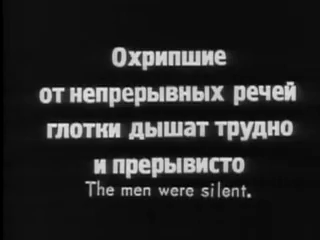 Охрипшие
от непрерывных речей
глотки дышат трудно
и прерывисто
The men were silent.